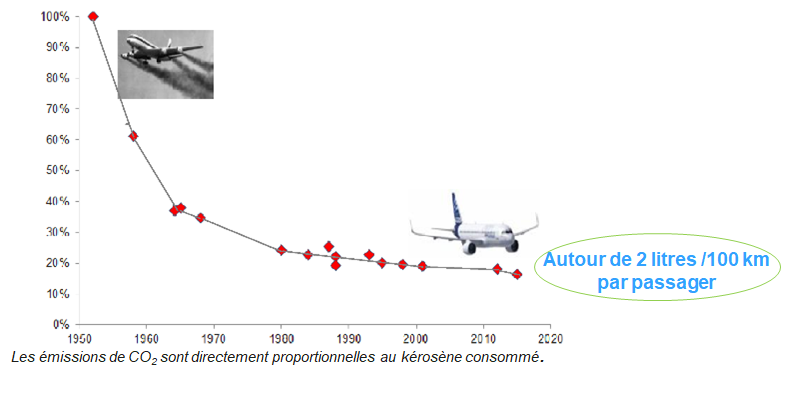 100%
90%
80%
70%
60%
50%
40%
30%
20%
10%
0%
1950 1960 1970 1980 1990 2000 2010 2020
Autour de 2 litres /100 km
par passager
Les émissions de CO₂ sont directement proportionnelles au kérosène consommé.